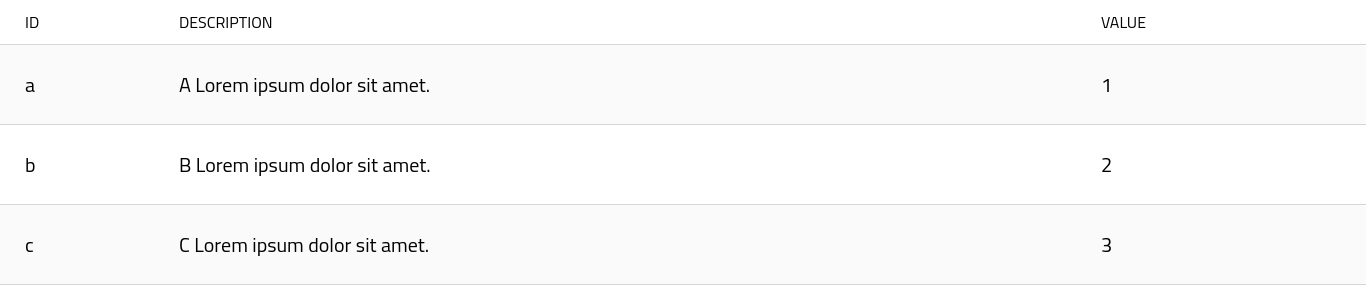 ID DESCRIPTION VALUE
a A Lorem ipsum dolor sit amet. 1
b B Lorem ipsum dolor sit amet. 2
c C Lorem ipsum dolor sit amet. 3